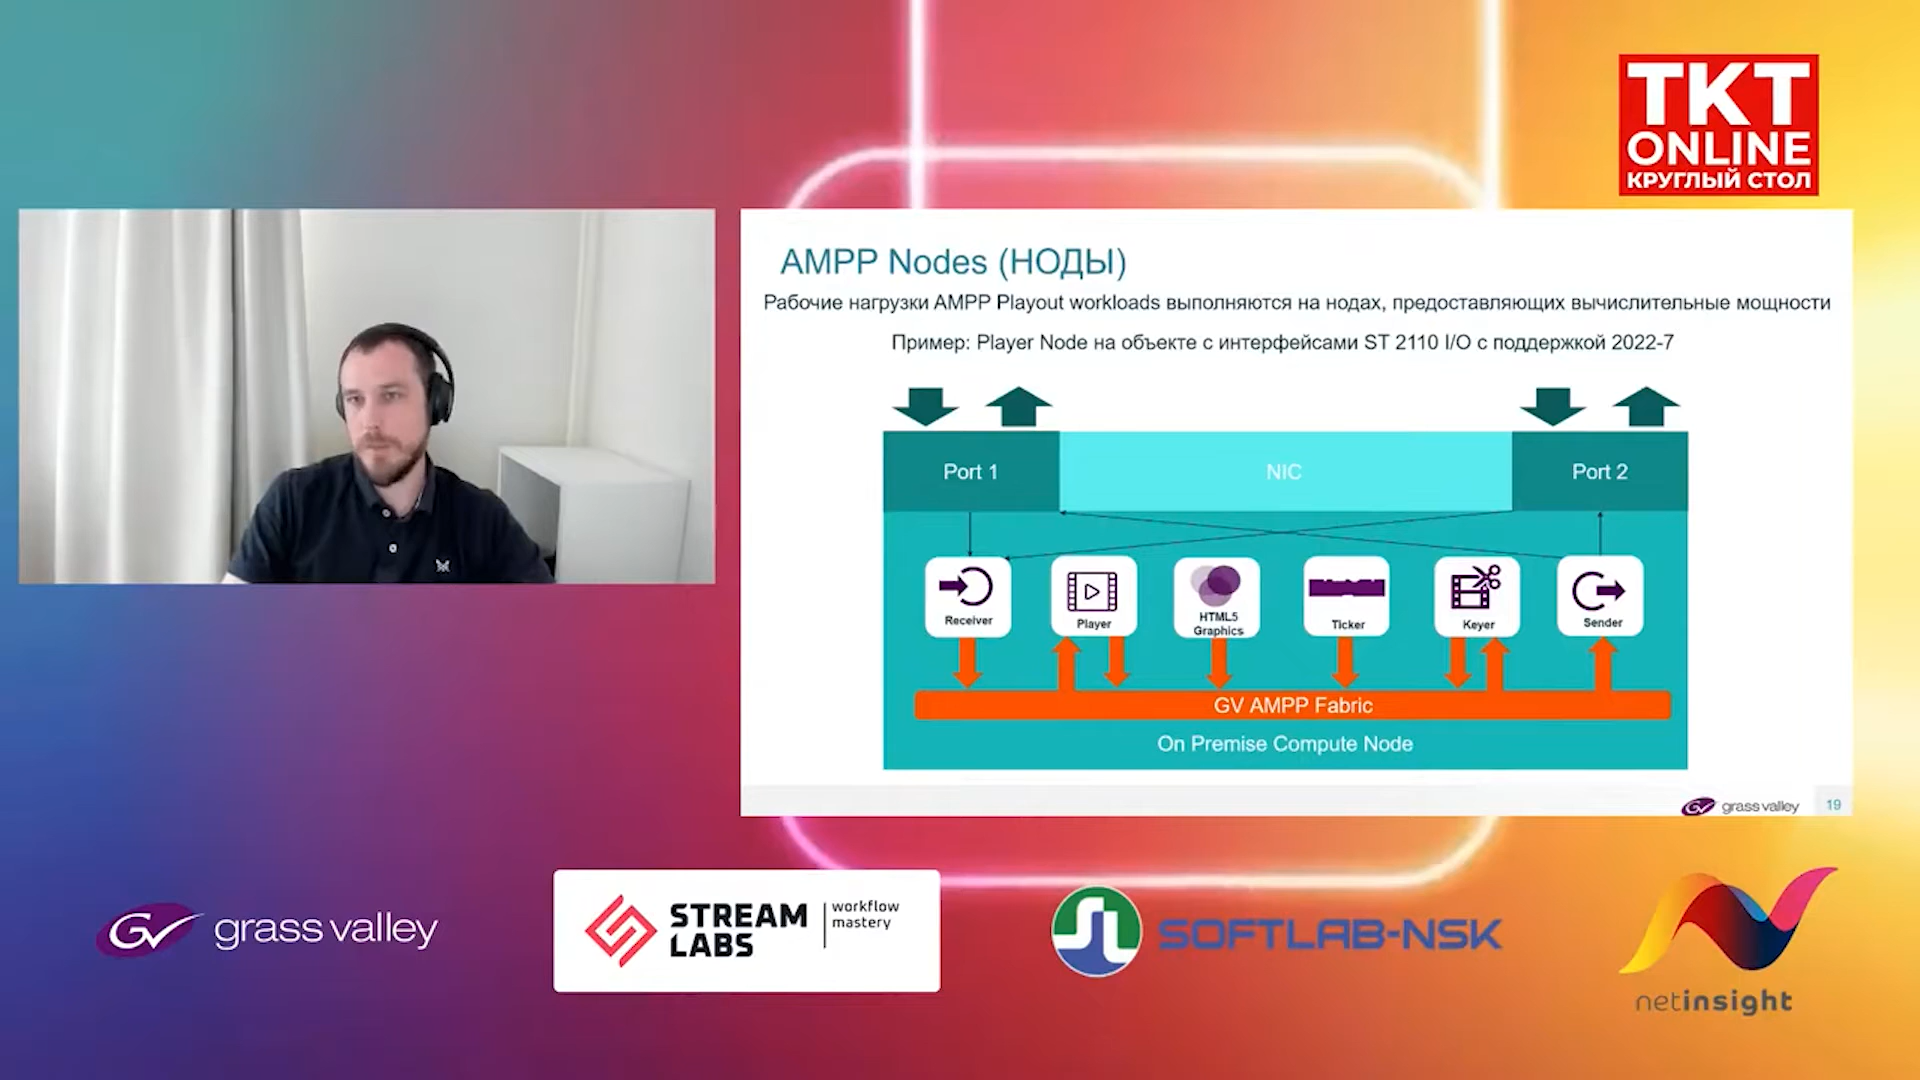 TKT
ONLINE
КРУГЛЫЙ СТОЛ
AMPP Nodes (НОДЫ)
Рабочие нагрузки AMPP Playout workloads выполняются на нодах, предоставляющих вычислительные мощности
Пример: Player Node на объекте с интерфейсами ST 2110 I/O с поддержкой 2022-7
Port 1
NIC
Port 2
Receiver
Player
HTML5
Graphics
Ticker
Keyer
Sender
GV AMPP Fabric
On Premise Compute Node
GV grass valley
19
GV grass valley
STREAM
LABS
workflow
mastery
SOFTLAB-NSK
netinsight